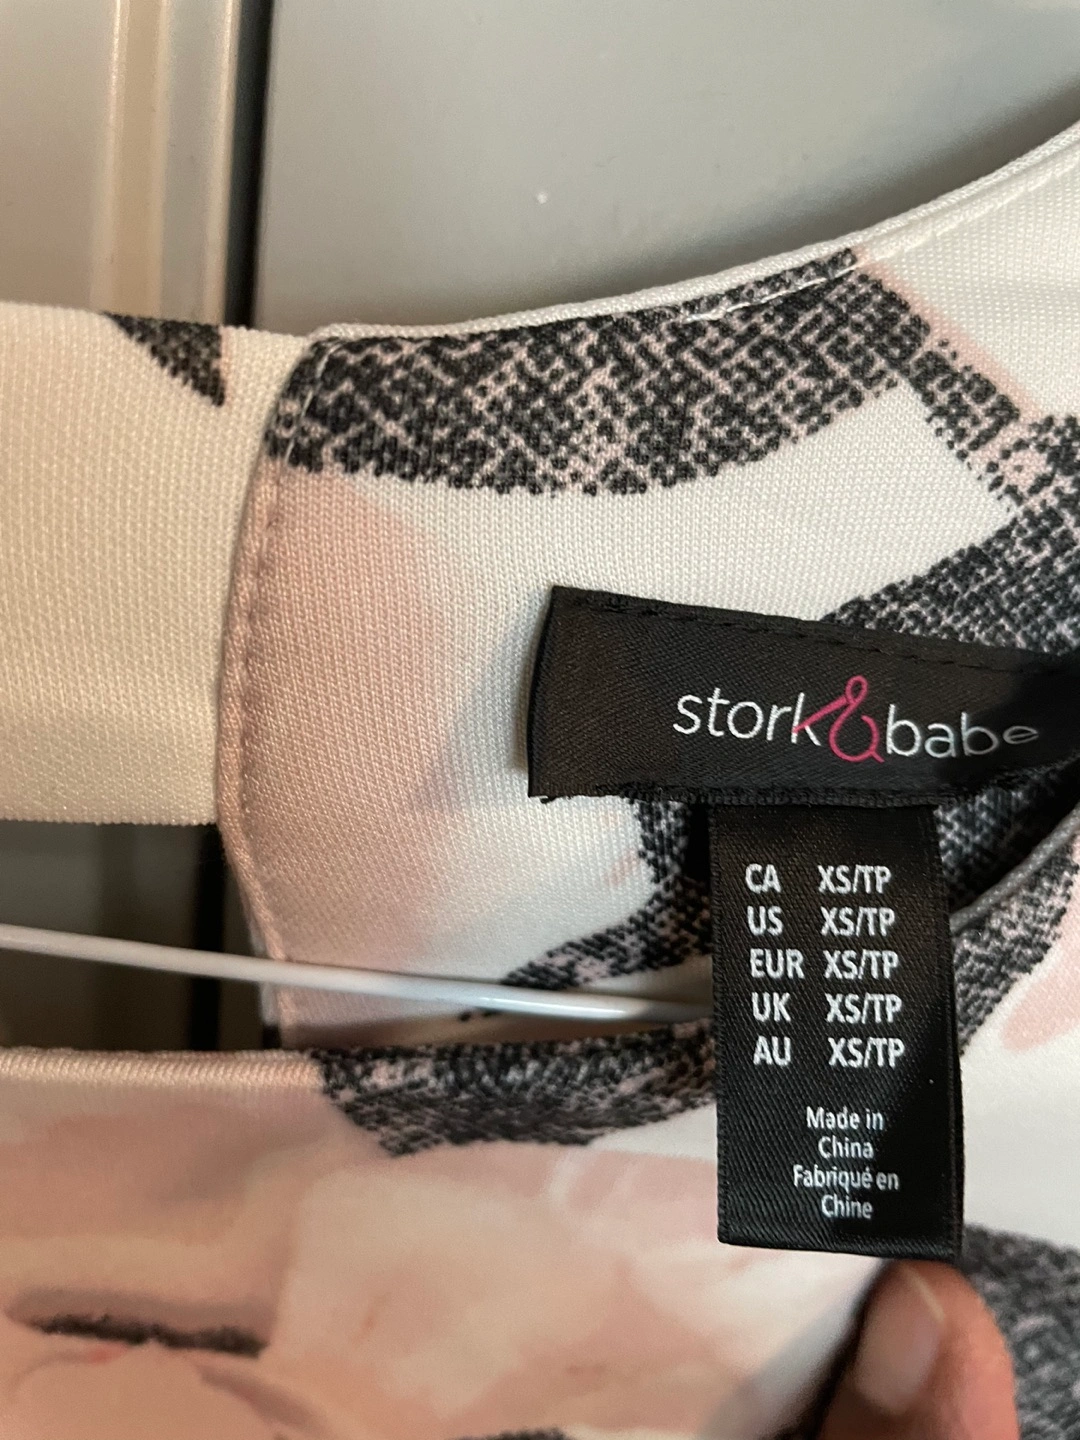 stork&babe
CA XS/TP
US XS/TP
EUR XS/TP
UK XS/TP
AU XS/TP
Made in
China
Fabriqué en
Chine